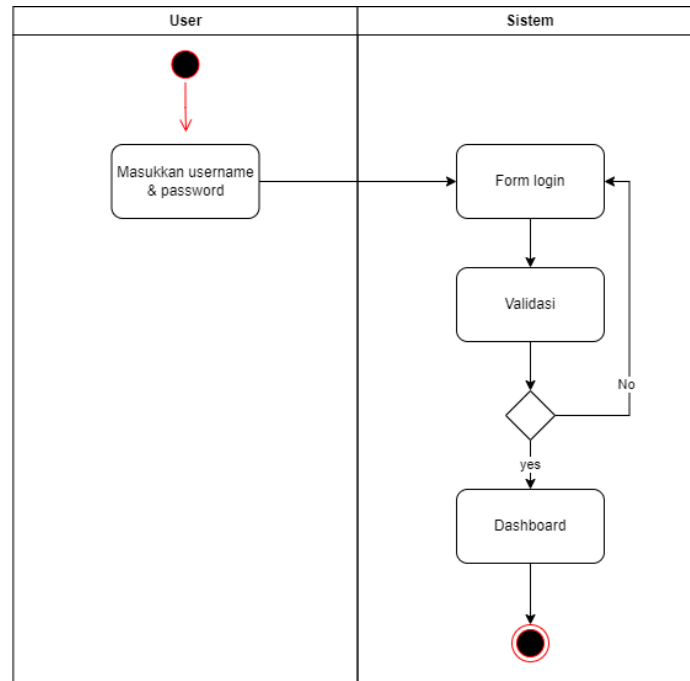 User
Sistem
Masukkan username
& password
Form login
Validasi
No
yes
Dashboard